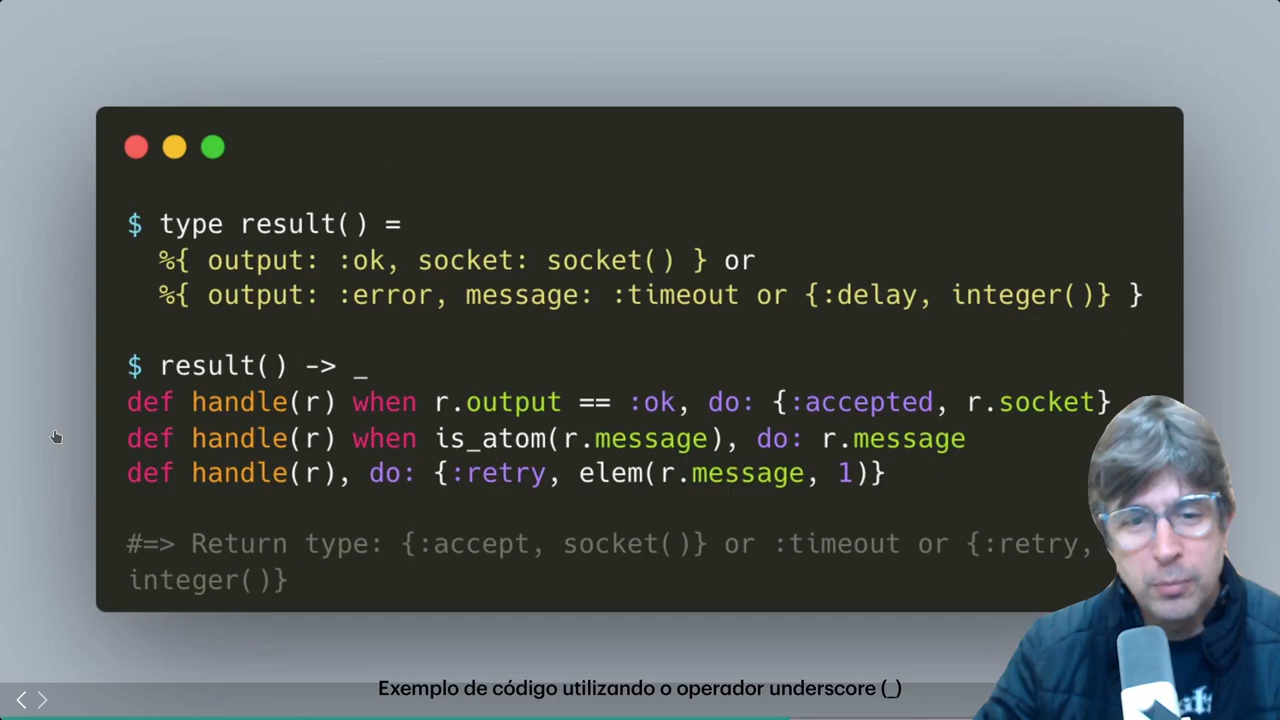 $ type result() =
%{ output: :ok, socket: socket() } or
%{ output: :error, message: :timeout or {:delay, integer()} }
$ result() -> _
def handle(r) when r.output == :ok, do: {:accepted, r.socket}
def handle(r) when is_atom(r.message), do: r.message
def handle(r), do: {:retry, elem(r.message, 1)}
#=> Return type: {:accept, socket()} or :timeout or {:retry,
integer()}
Exemplo de código utilizando o operador underscore (_)